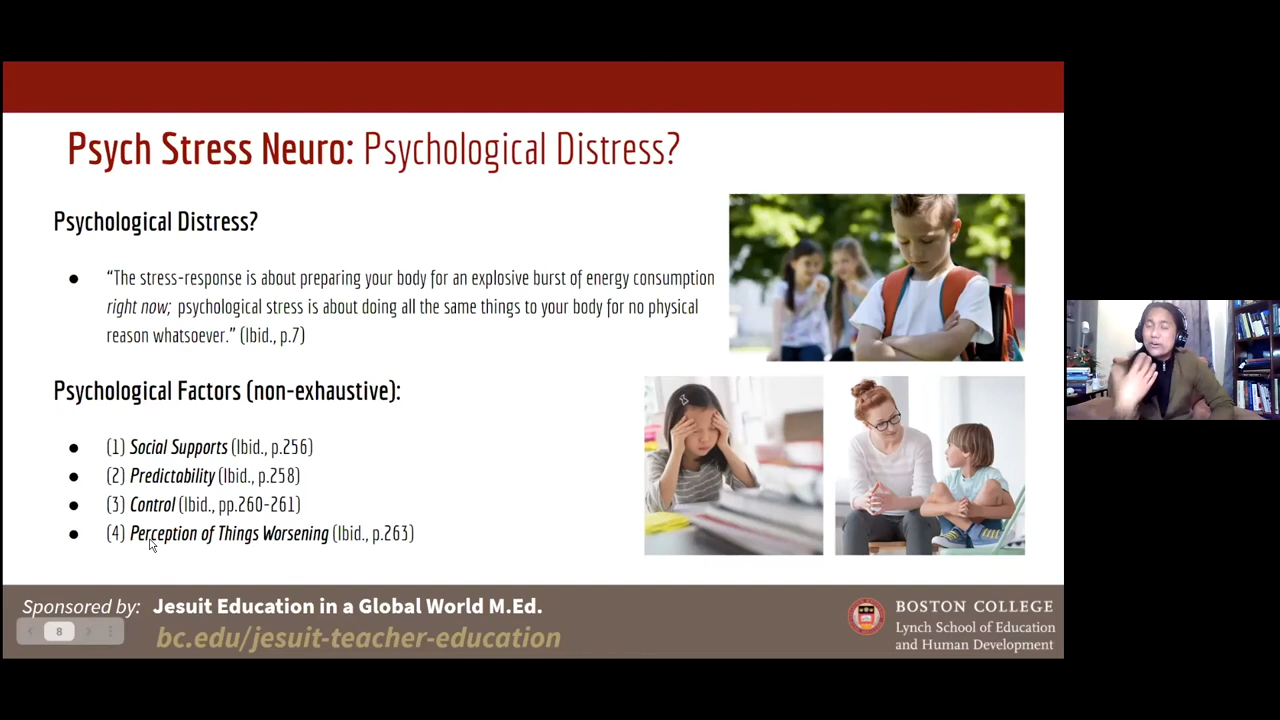 Psych Stress Neuro: Psychological Distress?
Psychological Distress?
● “The stress-response is about preparing your body for an explosive burst of energy consumption
right now; psychological stress is about doing all the same things to your body for no physical
reason whatsoever.” (Ibid., p.7)
Psychological Factors (non-exhaustive):
● (1) Social Supports (Ibid., p.256)
● (2) Predictability (Ibid., p.258)
● (3) Control (Ibid., pp.260-261)
● (4) Perception of Things Worsening (Ibid., p.263)
Sponsored by: Jesuit Education in a Global World M.Ed.
8
bc.edu/jesuit-teacher-education
BOSTON COLLEGE
Lynch School of Education
and Human Development